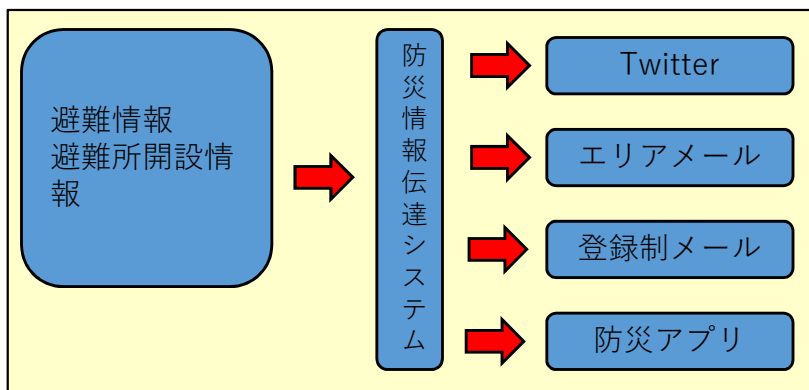 避難情報
避難所開設情
報
防災情報伝達システム
Twitter
エリアメール
登録制メール
防災アプリ